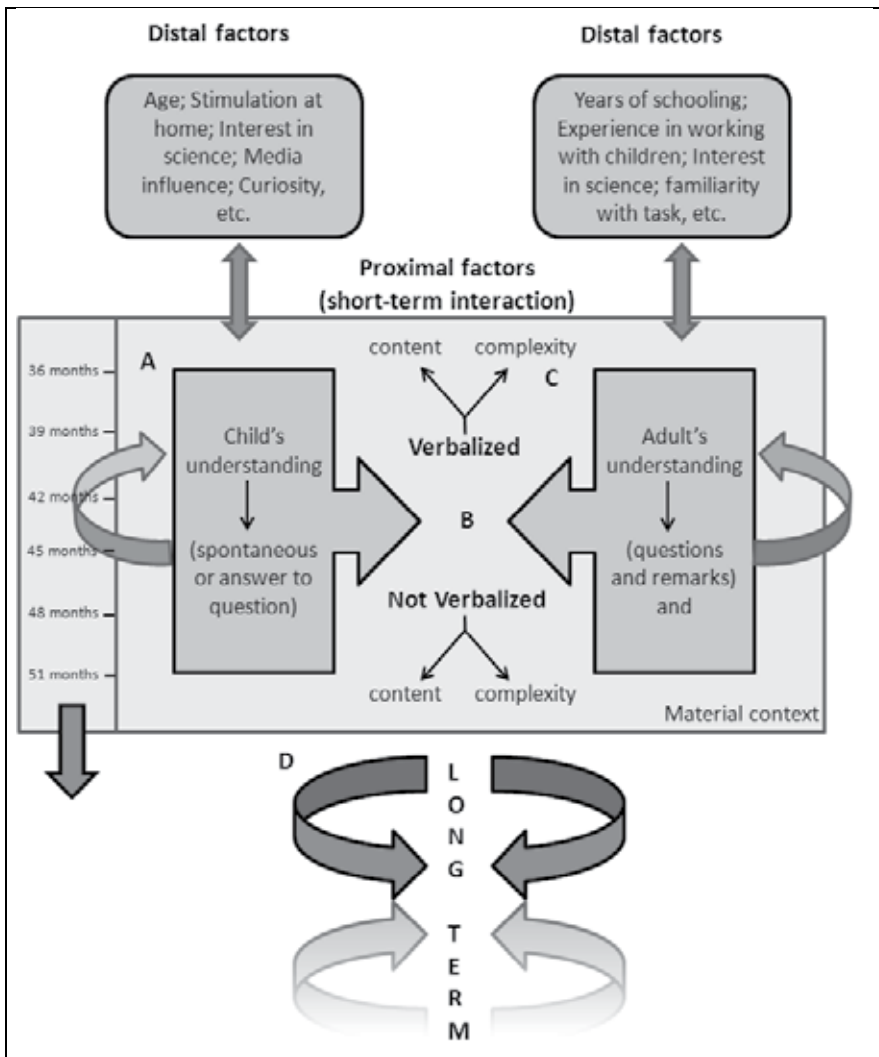 Distal factors
Age; Stimulation at
home; Interest in
science; Media
influence; Curiosity,
etc.
Distal factors
Years of schooling;
Experience in working
with children; Interest
in science; familiarity
with task, etc.
Proximal factors
(short-term interaction)
36 months
39 months
42 months
45 months
48 months
51 months
A
Child's
understanding
(spontaneous
or answer to
question)
content complexity
Verbalized
B
Not Verbalized
content complexity
C
Adult's
understanding
(questions
and remarks)
and
Material context
D
L
O
N
G
T
E
R
M